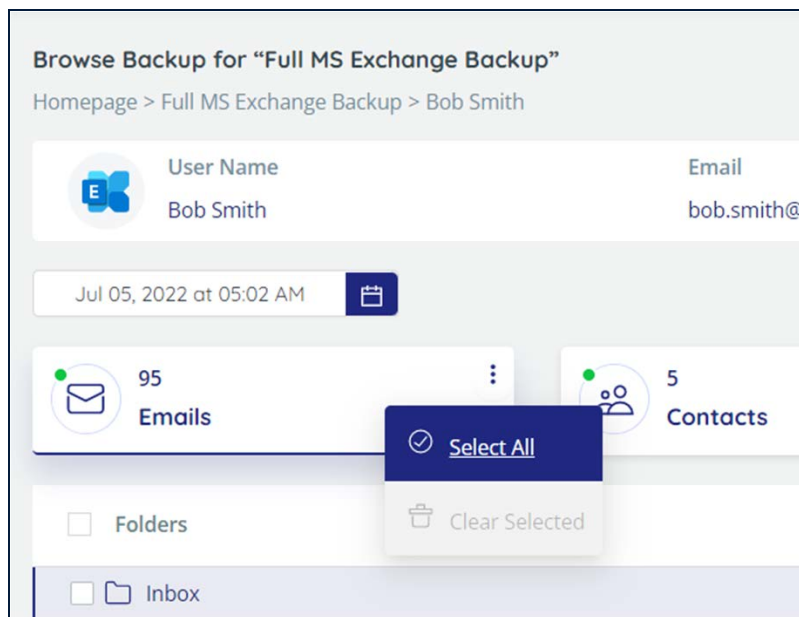 Browse Backup for “Full MS Exchange Backup”
Homepage > Full MS Exchange Backup > Bob Smith
User Name
Email
E
Bob Smith
bob.smith@
Jul 05, 2022 at 05:02 AM
95
5
Emails
Contacts
Select All
Clear Selected
Folders
Inbox